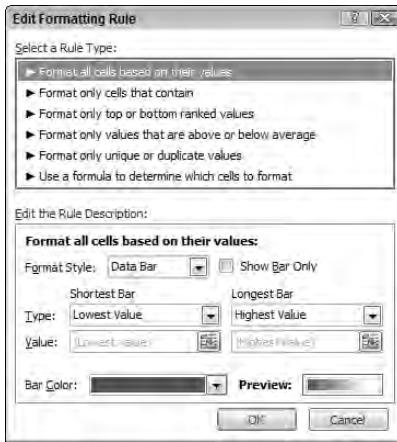 Edit Formatting Rule
Select a Rule Type:
► Format all cells based on their values
► Format only cells that contain
► Format only top or bottom ranked values
► Format only values that are above or below average
► Format only unique or duplicate values
► Use a formula to determine which cells to format
Edit the Rule Description:
Format all cells based on their values:
Format Style: Data Bar Show Bar Only
Shortest Bar Longest Bar
Type: Lowest Value Highest Value
Value: (Lowest value) (Highest value)
Bar Color: Preview:
OK Cancel